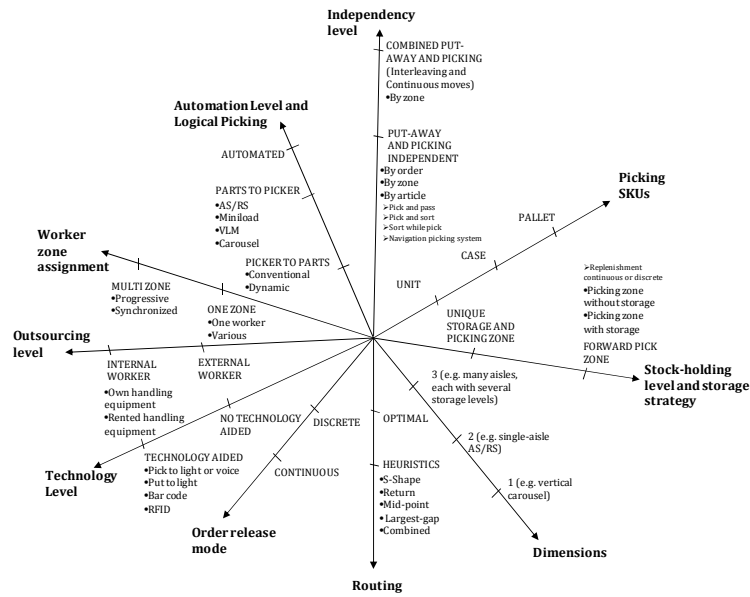 Independency
level
COMBINED PUT-
AWAY AND PICKING
(Interleaving and
Continuous moves)
•By zone
PUT-AWAY
AND PICKING
INDEPENDENT
•By order
•By zone
•By article
➢Pick and pass
➢Pick and sort
➢Sort while pick
➢Navigation picking system
Automation Level and
Logical Picking
AUTOMATED
PARTS TO PICKER
•AS/RS
•Miniload
•VLM
•Carousel
PICKER TO PARTS
•Conventional
•Dynamic
Picking
SKUs
PALLET
CASE
UNIT
Worker
zone
assignment
MULTI ZONE
•Progressive
•Synchronized
ONE ZONE
•One worker
•Various
➢Replenishment
continuous or discrete
•Picking zone
without storage
•Picking zone
with storage
FORWARD PICK
ZONE
UNIQUE
STORAGE AND
PICKING ZONE
Stock-holding
level and storage
strategy
Outsourcing
level
INTERNAL
WORKER
•Own handling
equipment
•Rented handling
equipment
EXTERNAL
WORKER
3 (e.g. many aisles,
each with several
storage levels)
2 (e.g. single-aisle
AS/RS)
1 (e.g. vertical
carousel)
Dimensions
NO TECHNOLOGY
AIDED
TECHNOLOGY AIDED
•Pick to light or voice
•Put to light
•Bar code
•RFID
Technology
Level
DISCRETE
CONTINUOUS
Order release
mode
OPTIMAL
HEURISTICS
•S-Shape
•Return
•Mid-point
•Largest-gap
•Combined
Routing